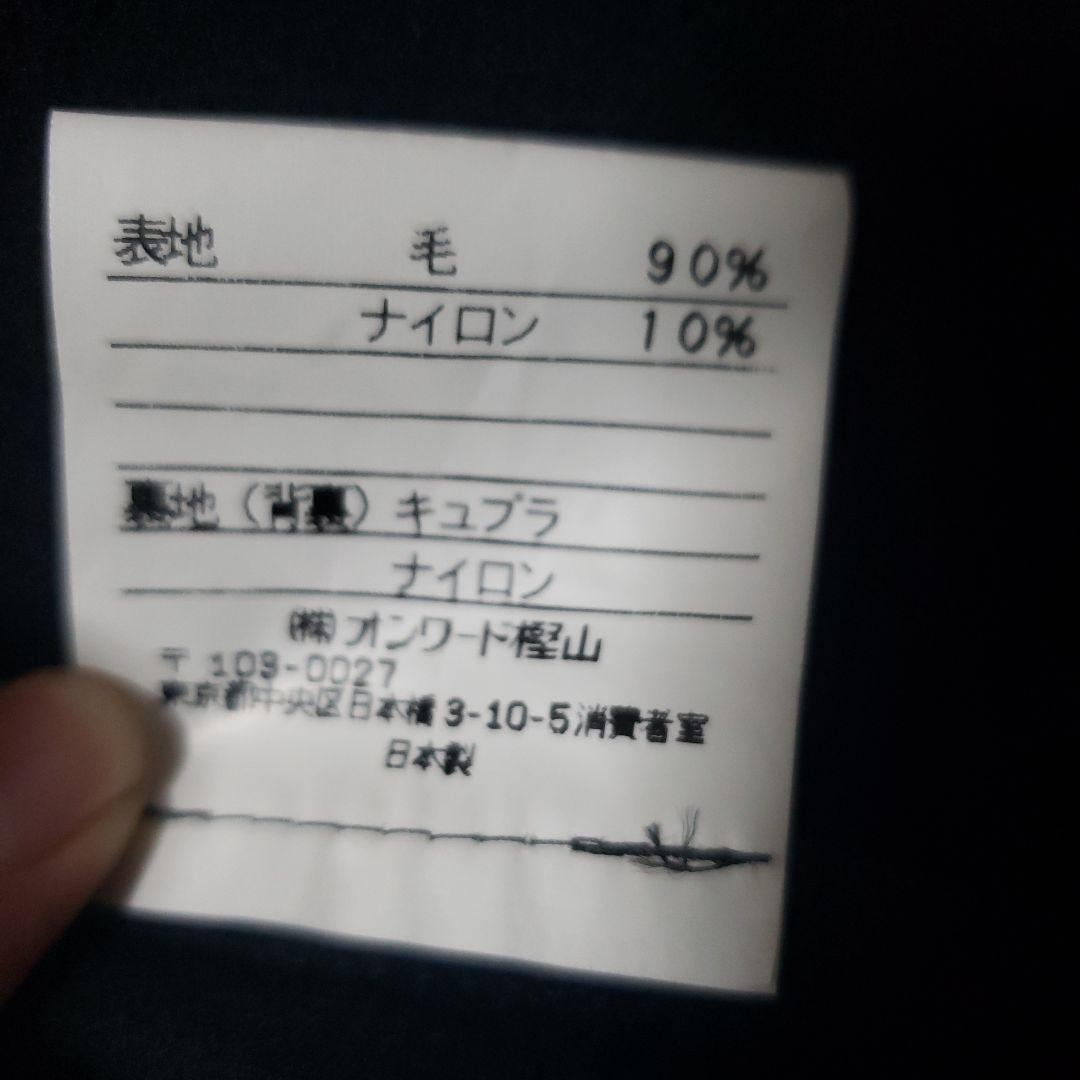 表地 毛 90%
ナイロン 10%
裏地（背裏）キュプラ
ナイロン
㈱オンワード樫山
〒103-0027
東京都中央区日本橋3-10-5消費者室
日本製